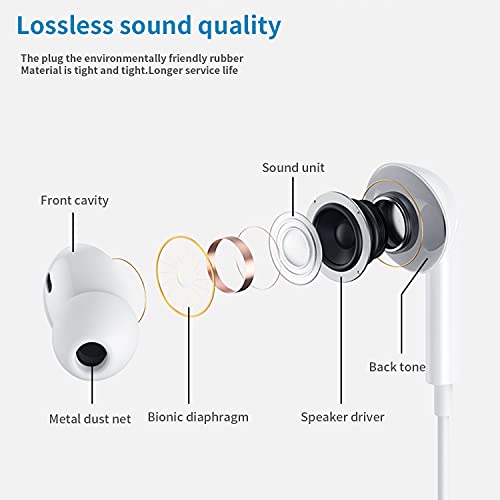 Lossless sound quality
The plug the environmentally friendly rubber
Material is tight and tight.Longer service life
Sound unit
Front cavity
Back tone
Metal dust net
Bionic diaphragm
Speaker driver